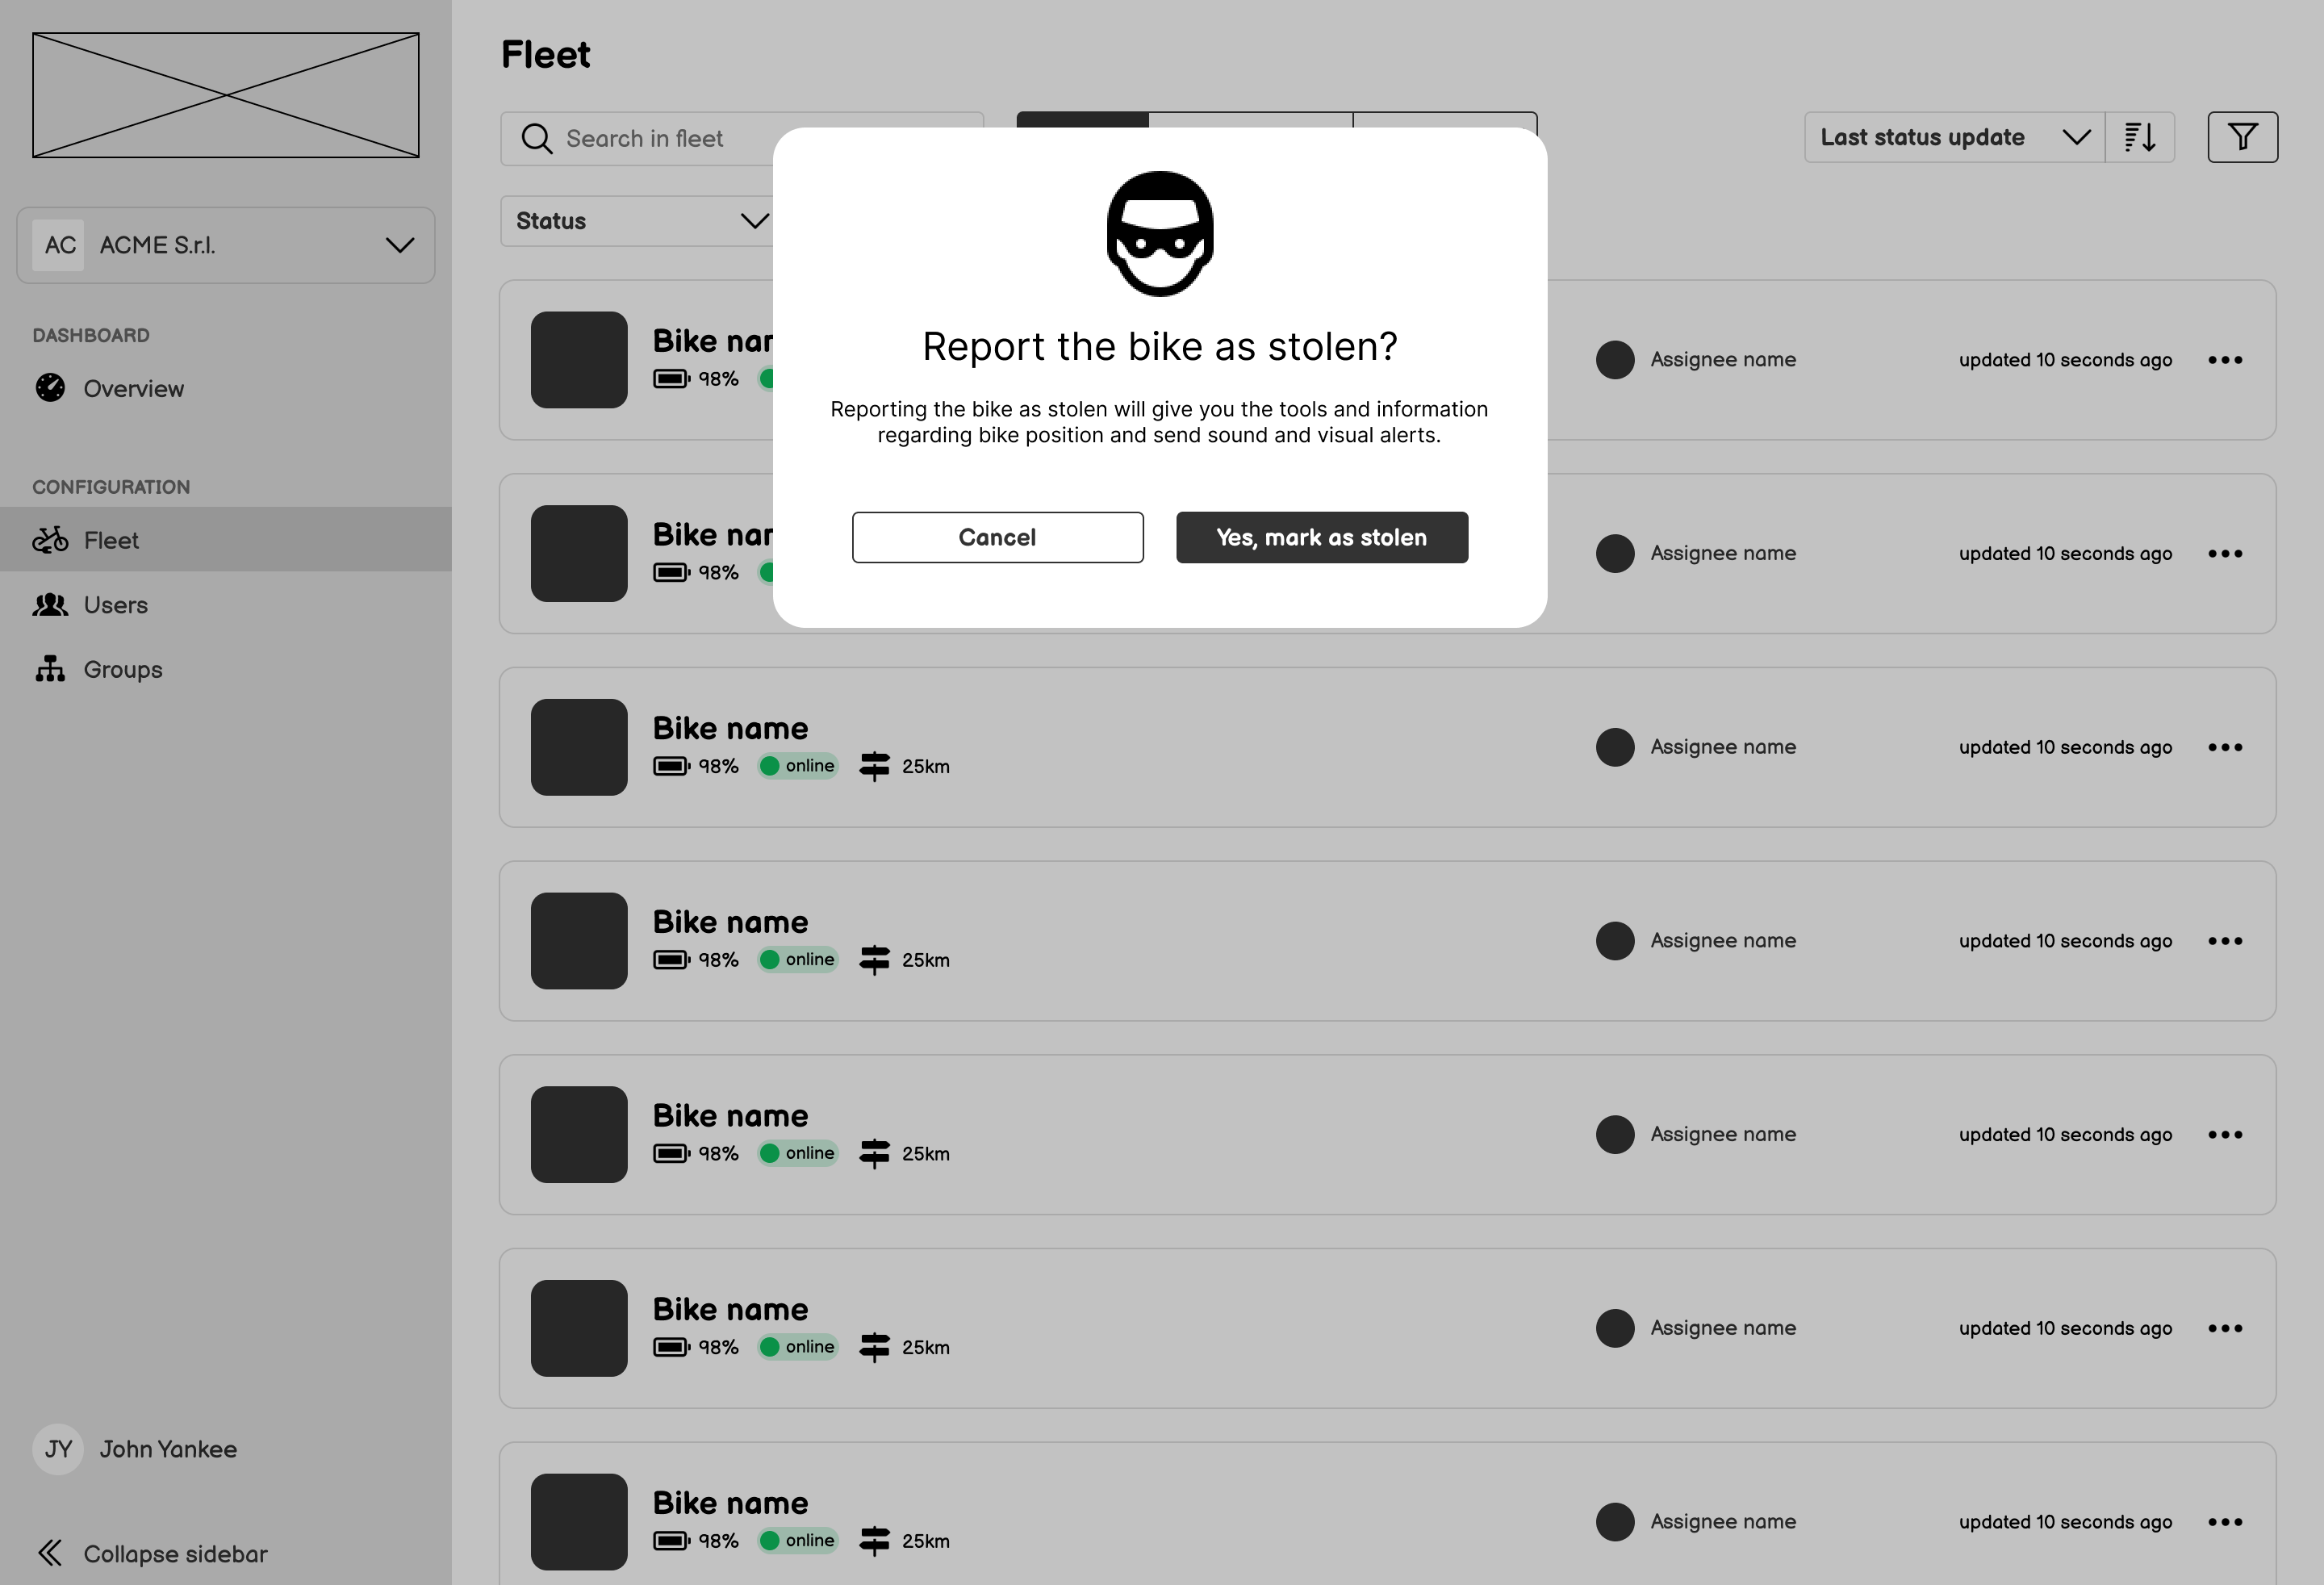 Fleet
Search in fleet
Last status update
AC ACME S.r.l.
Status
DASHBOARD
Overview
CONFIGURATION
Fleet
Users
Groups
Report the bike as stolen?
Reporting the bike as stolen will give you the tools and information
regarding bike position and send sound and visual alerts.
Cancel
Yes, mark as stolen
Bike
98%
Assignee name
updated 10 seconds ago
Bike
98%
Assignee name
updated 10 seconds ago
Bike name
98% online 25km
Assignee name
updated 10 seconds ago
Bike name
98% online 25km
Assignee name
updated 10 seconds ago
Bike name
98% online 25km
Assignee name
updated 10 seconds ago
Bike name
98% online 25km
Assignee name
updated 10 seconds ago
Bike name
98% online 25km
Assignee name
updated 10 seconds ago
JY John Yankee
Collapse sidebar